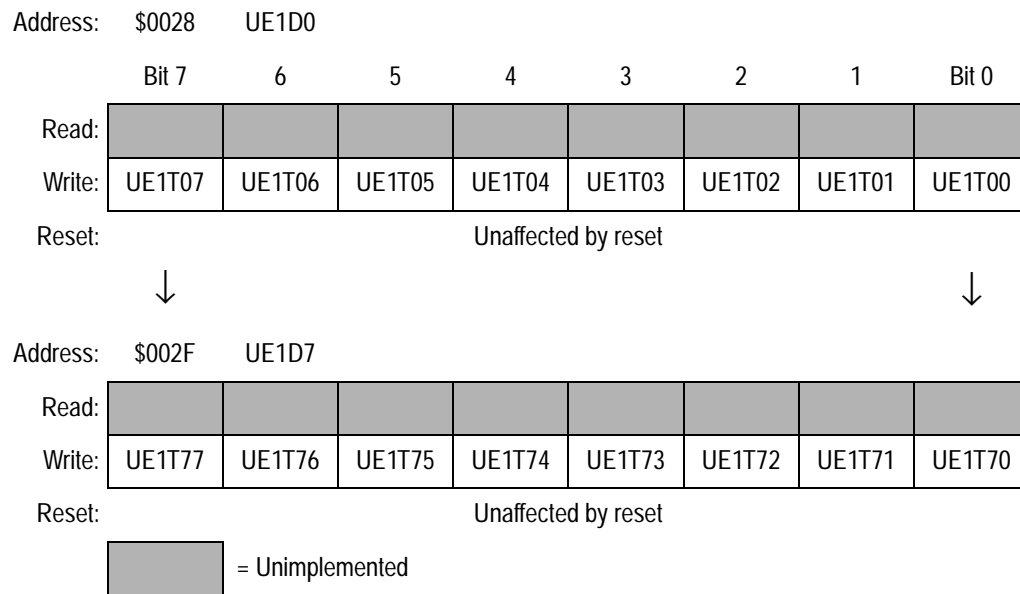 Address: $0028 UE1D0
Bit 7 6 5 4 3 2 1 Bit 0
Read:
Write: UE1T07 UE1T06 UE1T05 UE1T04 UE1T03 UE1T02 UE1T01 UE1T00
Reset: Unaffected by reset
↓ ↓
Address: $002F UE1D7
Read:
Write: UE1T77 UE1T76 UE1T75 UE1T74 UE1T73 UE1T72 UE1T71 UE1T70
Reset: Unaffected by reset
= Unimplemented